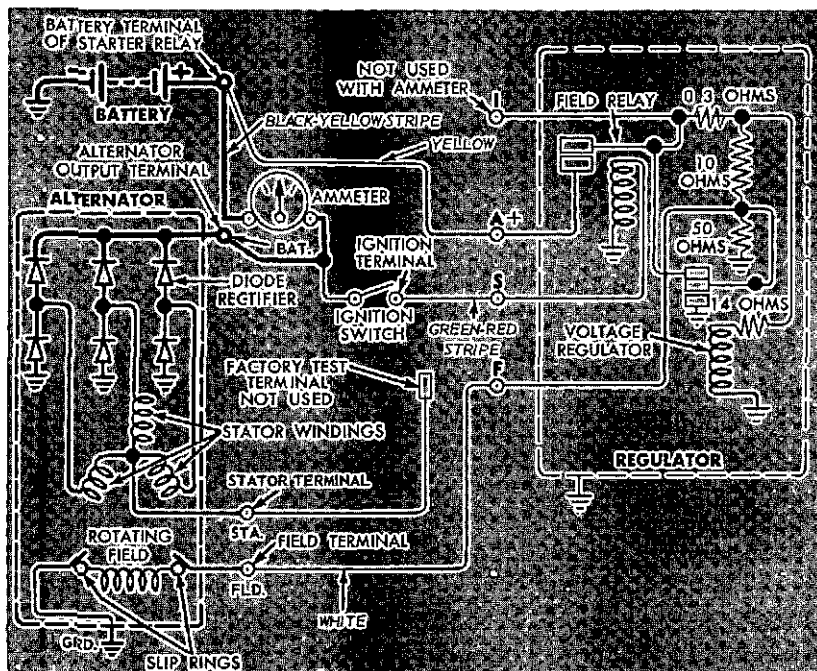 BATTERY TERMINAL
OF STARTER RELAY
BATTERY
NOT USED
WITH AMMETER
I
0.3 OHMS
FIELD RELAY
BLACK-YELLOW STRIPE
YELLOW
10
OHMS
ALTERNATOR
OUTPUT TERMINAL
AMMETER
A+
ALTERNATOR
50
OHMS
BAT.
IGNITION
TERMINAL
DIODE
RECTIFIER
S
IGNITION
SWITCH
GREEN-RED
STRIPE
14 OHMS
VOLTAGE
REGULATOR
FACTORY TEST
TERMINAL
NOT USED
F
STATOR WINDINGS
REGULATOR
STATOR TERMINAL
STA.
ROTATING
FIELD
FIELD TERMINAL
FLD.
WHITE
GRD.
SLIP RINGS